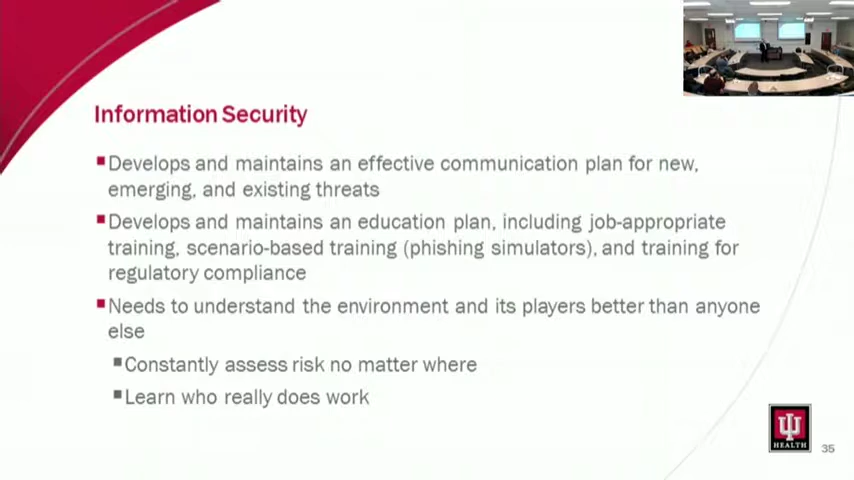 Information Security
Develops and maintains an effective communication plan for new,
emerging, and existing threats
Develops and maintains an education plan, including job-appropriate
training, scenario-based training (phishing simulators), and training for
regulatory compliance
Needs to understand the environment and its players better than anyone
else
Constantly assess risk no matter where
Learn who really does work
IU
HEALTH
35